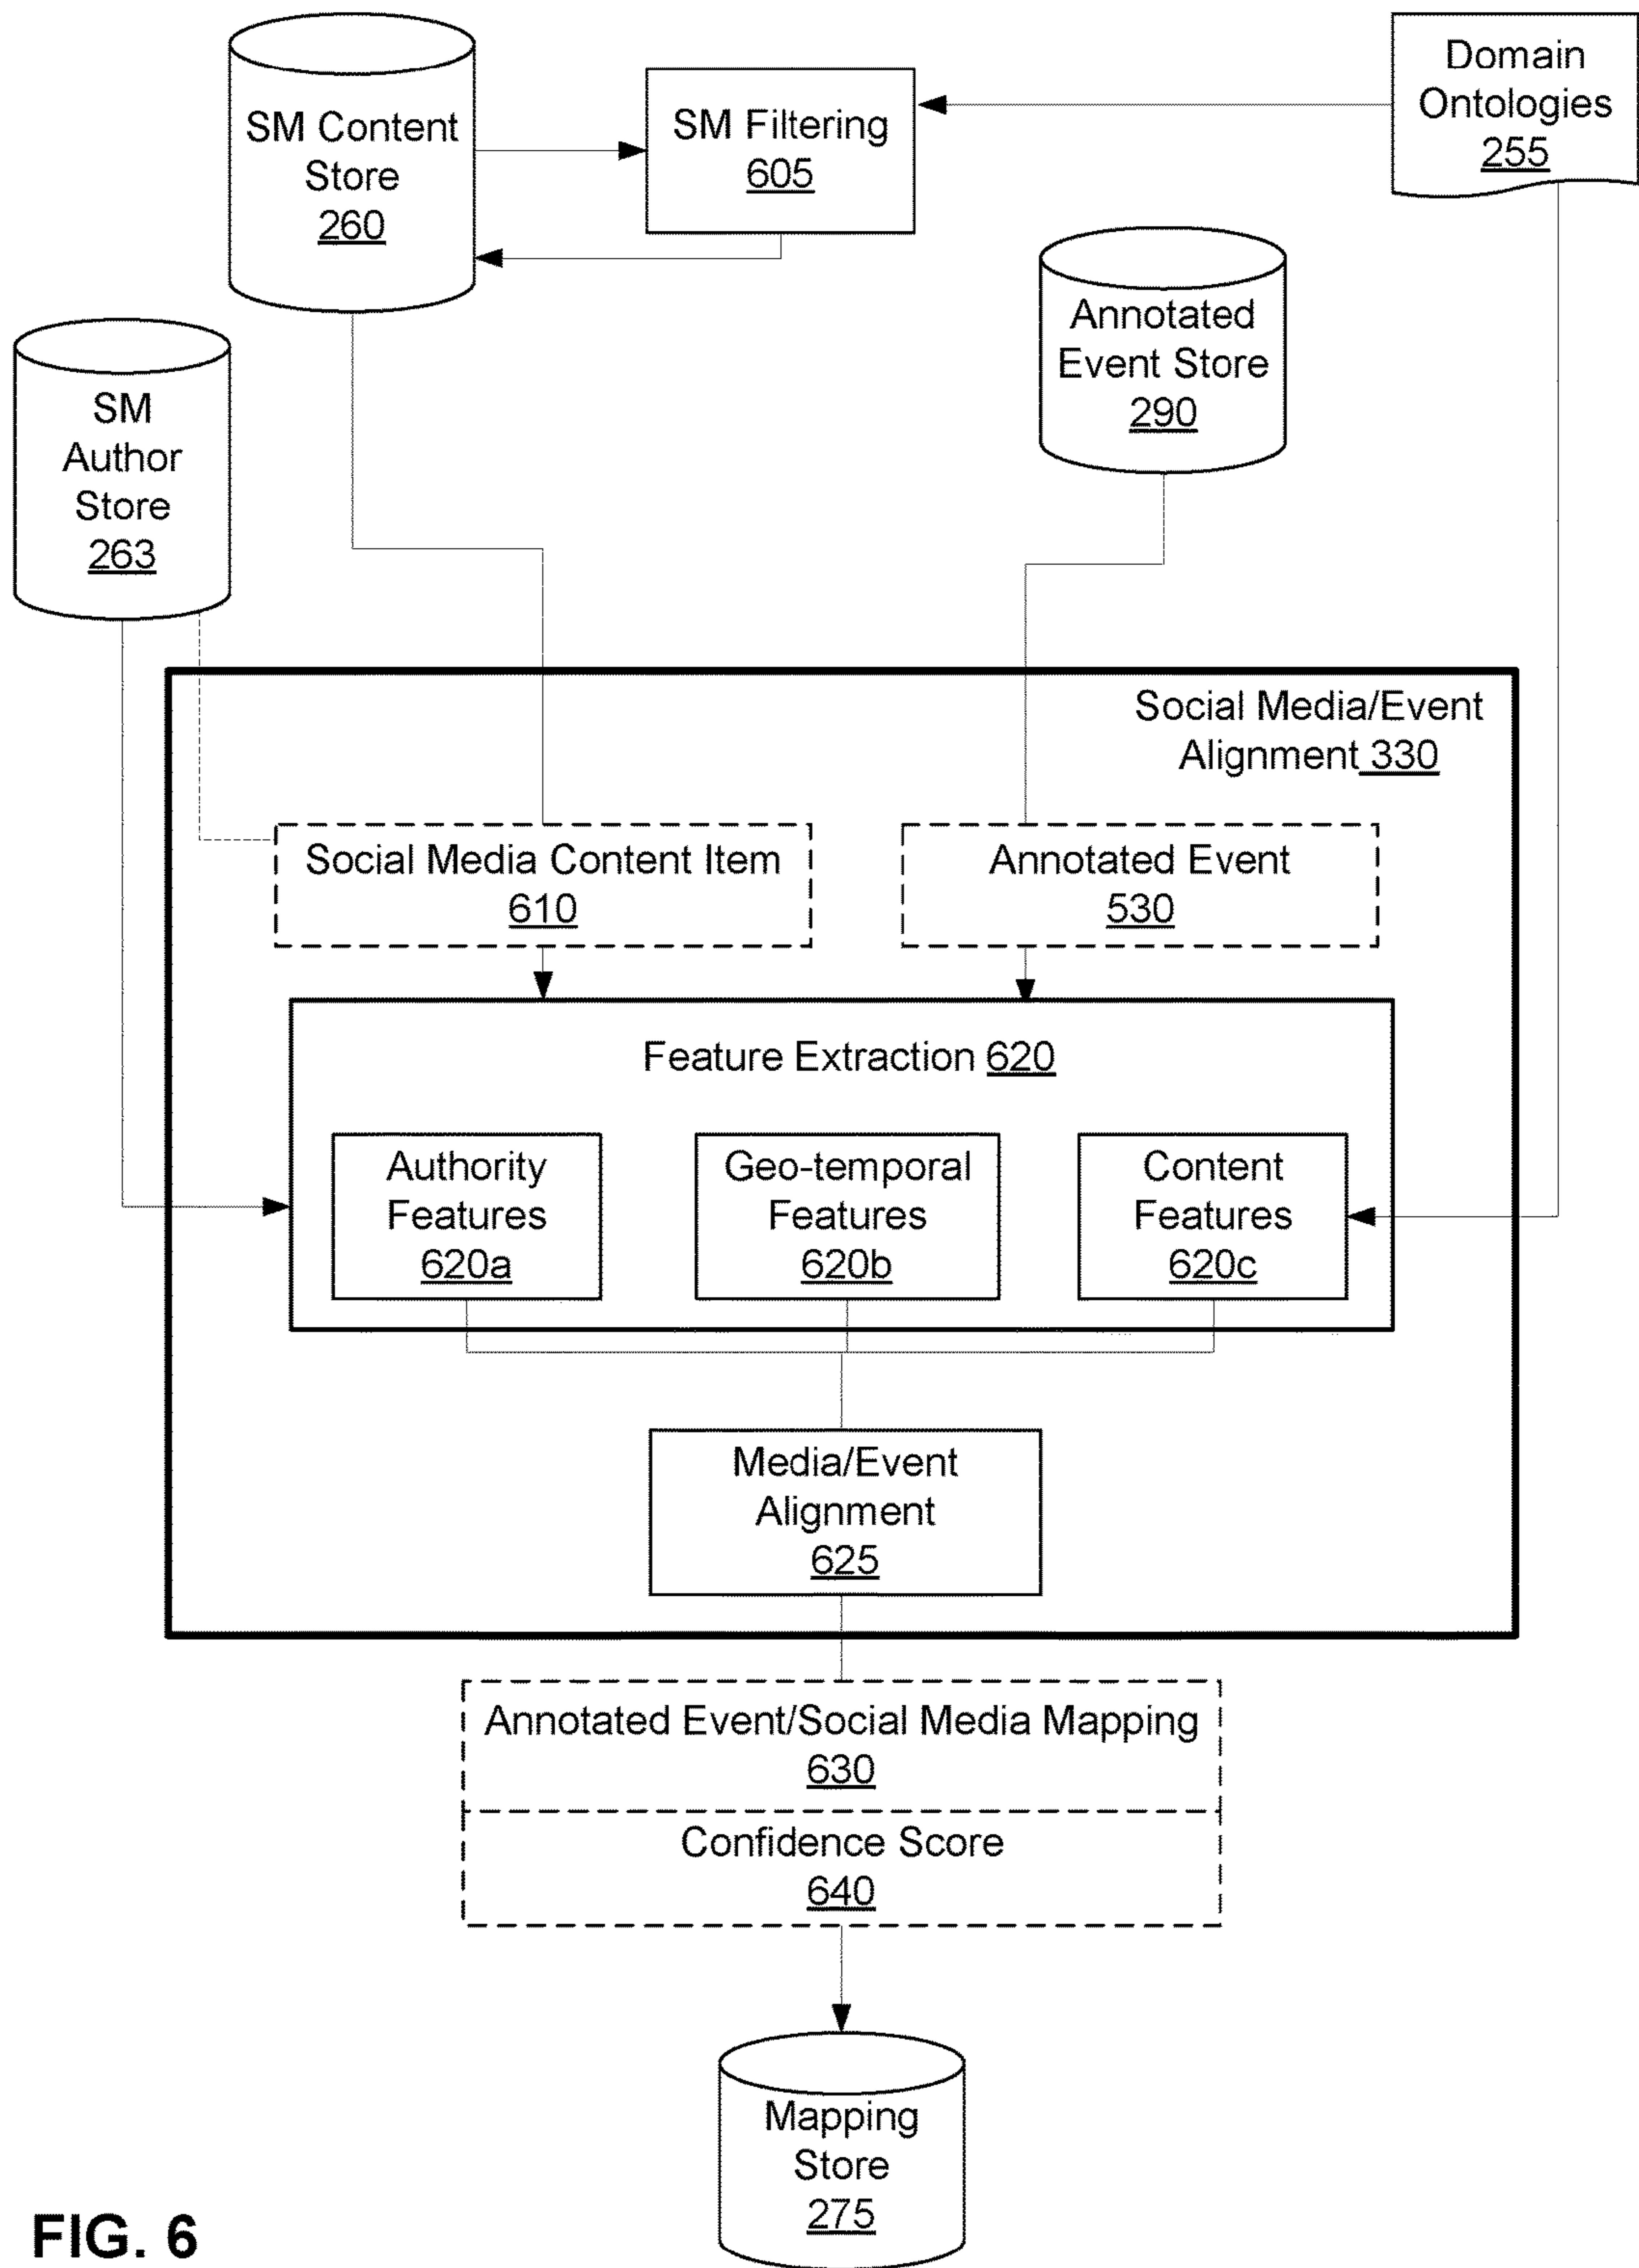 SM Content
Store
260
SM Filtering
605
Domain
Ontologies
255
Annotated
Event Store
290
SM
Author
Store
263
Social Media/Event
Alignment 330
Social Media Content Item
610
Annotated Event
530
Feature Extraction 620
Authority
Features
620a
Geo-temporal
Features
620b
Content
Features
620c
Media/Event
Alignment
625
Annotated Event/Social Media Mapping
630
Confidence Score
640
Mapping
Store
275
FIG. 6